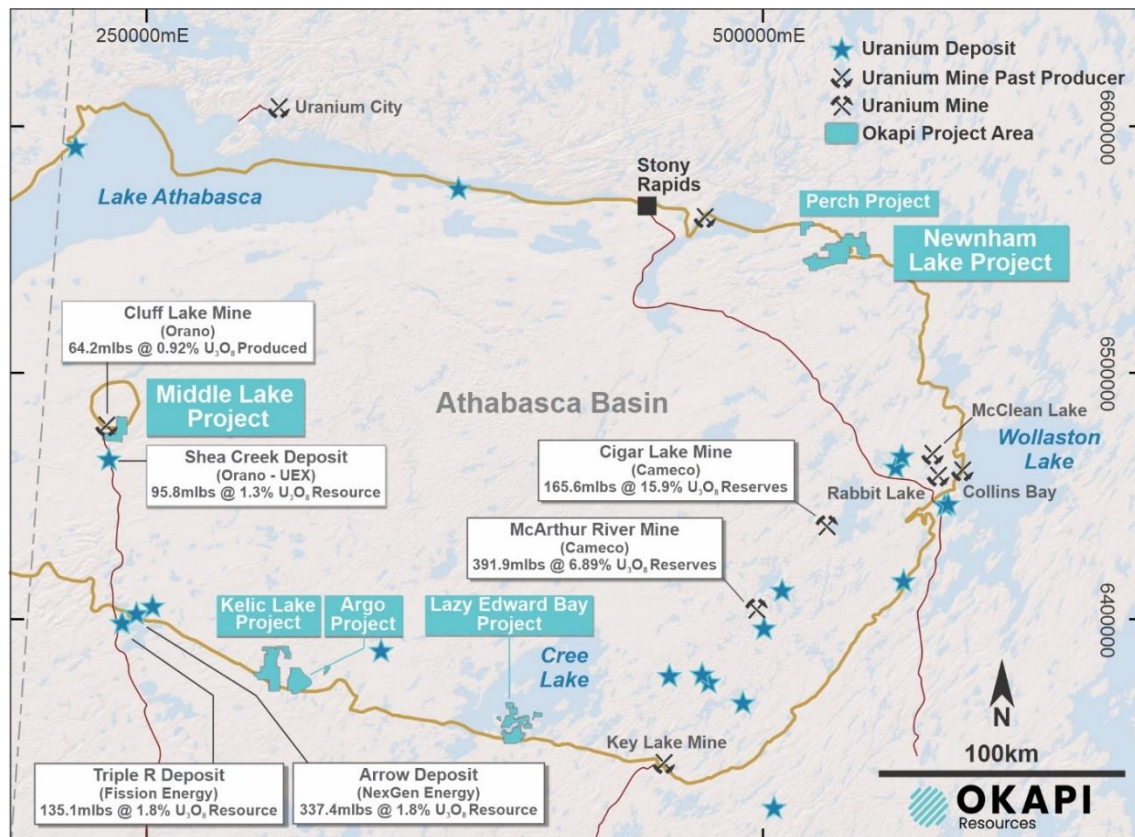 250000mE
500000mE
Uranium Deposit
Uranium Mine Past Producer
Uranium Mine
Okapi Project Area
Uranium City
6600000
Stony
Rapids
Lake Athabasca
Perch Project
Newnham
Lake Project
Cluff Lake Mine
(Orano)
64.2mlbs @ 0.92% U₃O₈ Produced
6500000
Middle Lake
Project
Athabasca Basin
McClean Lake
Wollaston
Lake
Shea Creek Deposit
(Orano - UEX)
95.8mlbs @ 1.3% U₃O₈ Resource
Cigar Lake Mine
(Cameco)
165.6mlbs @ 15.9% U₃O₈ Reserves
Rabbit Lake
Collins Bay
McArthur River Mine
(Cameco)
391.9mlbs @ 6.89% U₃O₈ Reserves
6400000
Kelic Lake
Project
Argo
Project
Lazy Edward Bay
Project
Cree
Lake
N
Key Lake Mine
100km
Triple R Deposit
(Fission Energy)
135.1mlbs @ 1.8% U₃O₈ Resource
Arrow Deposit
(NexGen Energy)
337.4mlbs @ 1.8% U₃O₈ Resource
OKAPI
Resources